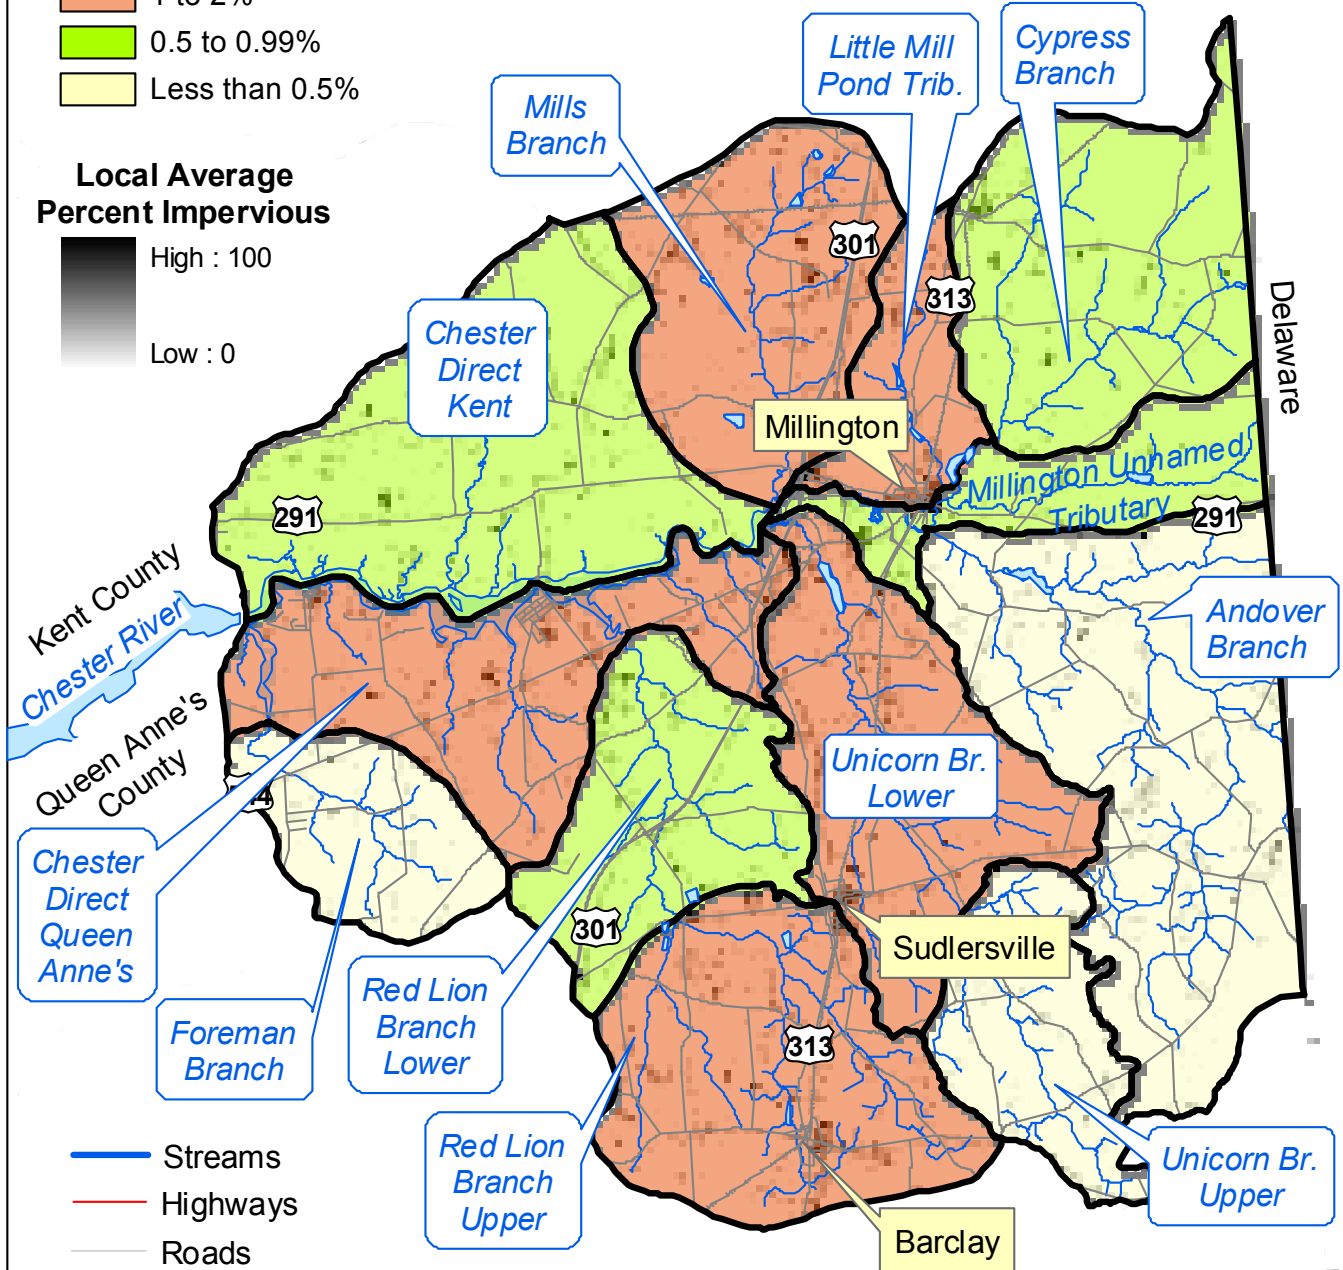 0.5 to 0.99%
Less than 0.5%
Local Average
Percent Impervious
High : 100
Low : 0
Mills
Branch
Little Mill
Pond Trib.
Cypress
Branch
301
313
Delaware
Chester
Direct
Kent
Millington
Millington Unnamed
Tributary
291
291
Kent County
Chester River
Queen Anne's
County
Andover
Branch
Unicorn Br.
Lower
Chester
Direct
Queen
Anne's
301
Sudlersville
Foreman
Branch
Red Lion
Branch
Lower
313
Red Lion
Branch
Upper
Unicorn Br.
Upper
Barclay
Streams
Highways
Roads